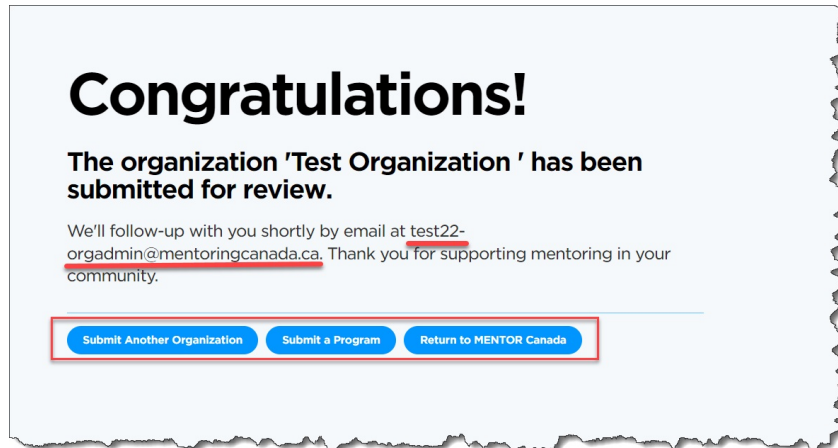 Congratulations!
The organization 'Test Organization ' has been
submitted for review.
We'll follow-up with you shortly by email at test22-
orgadmin@mentoringcanada.ca. Thank you for supporting mentoring in your
community.
Submit Another Organization Submit a Program Return to MENTOR Canada